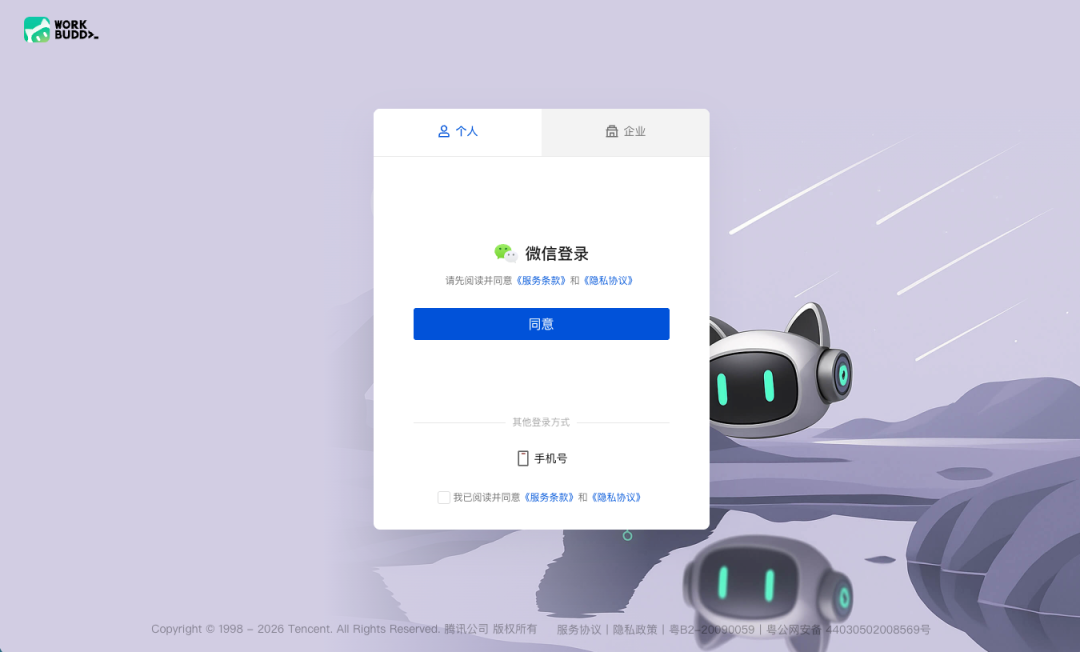 WORK
BUDD>_
个人
企业
微信登录
请先阅读并同意《服务条款》和《隐私协议》
同意
其他登录方式
手机号
我已阅读并同意《服务条款》和《隐私协议》
Copyright © 1998 - 2026 Tencent. All Rights Reserved. 腾讯公司 版权所有 服务协议 | 隐私政策 | 粤B2-20090059 | 粤公网安备 44030502008569号